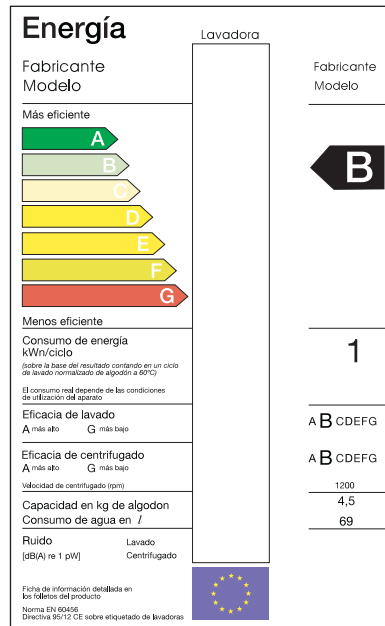 Energía
Lavadora
Fabricante
Modelo
Fabricante
Modelo
Más eficiente
A
B
C
D
E
F
G
B
Menos eficiente
Consumo de energía
kWn/ciclo
(sobre la base del resultado contando en un ciclo
de lavado normalizado de algodón a 60°C)
1
El consumo real depende de las condiciones
de utilización del aparato
Eficacia de lavado
A más alto G más bajo
A B CDEFG
Eficacia de centrifugado
A más alto G más bajo
A B CDEFG
Velocidad de centrifugado (rpm)
1200
Capacidad en kg de algodon
4,5
Consumo de agua en l
69
Ruido
[dB(A) re 1 pW]
Lavado
Centrifugado
Ficha de información detallada en
los folletos del producto
Norma EN 60456
Directiva 95/12 CE sobre etiquetado de lavadoras